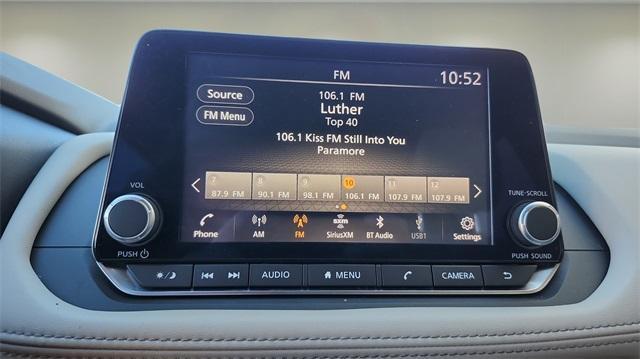 FM
10:52
Source
106.1 FM
Luther
FM Menu
Top 40
106.1 Kiss FM Still Into You
Paramore
7 8 9 10 11 12
87.9 FM 90.1 FM 98.1 FM 106.1 FM 107.9 FM 107.9 FM
VOL
TUNE·SCROLL
Phone AM FM sxm SiriusXM BT Audio USB1 Settings
PUSH
PUSH SOUND
AUDIO MENU CAMERA